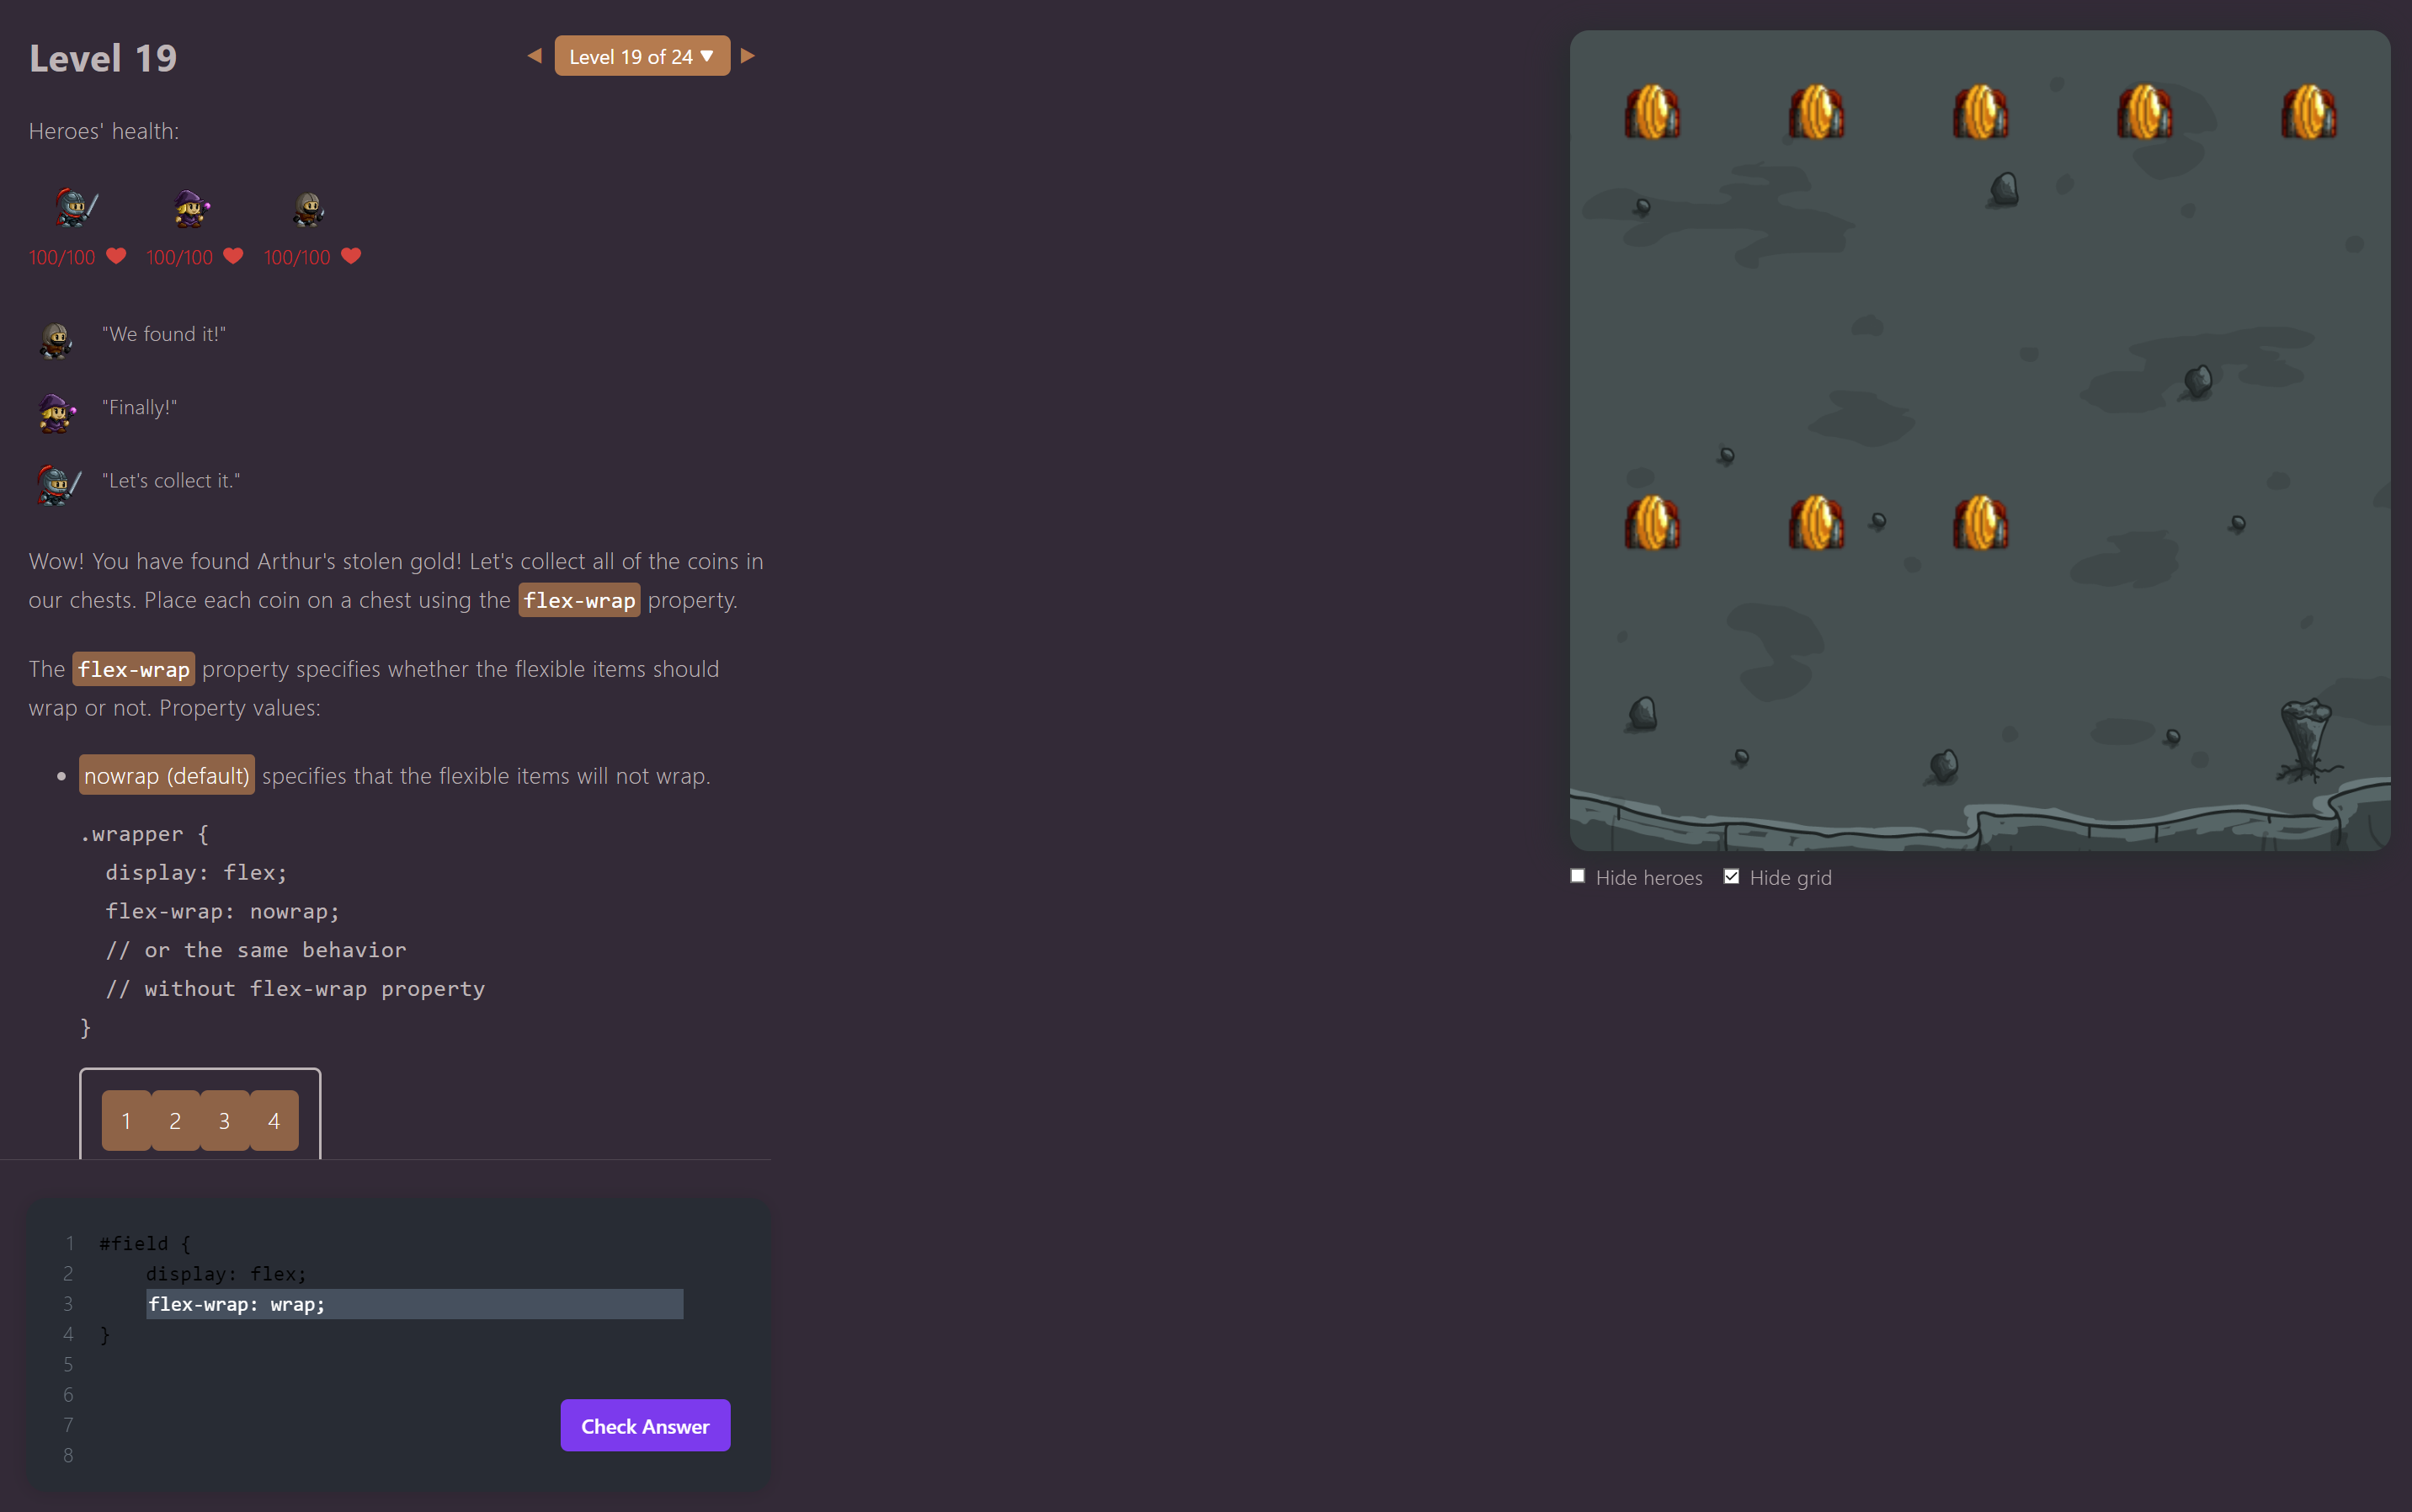 Level 19
Level 19 of 24
Heroes' health:
100/100 100/100 100/100
"We found it!"
"Finally!"
"Let's collect it."
Wow! You have found Arthur's stolen gold! Let's collect all of the coins in
our chests. Place each coin on a chest using the flex-wrap property.
The flex-wrap property specifies whether the flexible items should
wrap or not. Property values:
nowrap (default) specifies that the flexible items will not wrap.
.wrapper {
display: flex;
flex-wrap: nowrap;
// or the same behavior
// without flex-wrap property
}
1 2 3 4
1 #field {
2 display: flex;
3 flex-wrap: wrap;
4 }
5
6
7
8
Check Answer
Hide heroes Hide grid